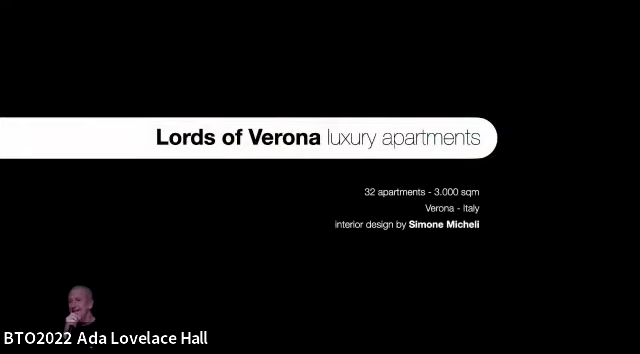 Lords of Verona luxury apartments
32 apartments - 3.000 sqm
Verona - Italy
interior design by Simone Micheli
BTO2022 Ada Lovelace Hall